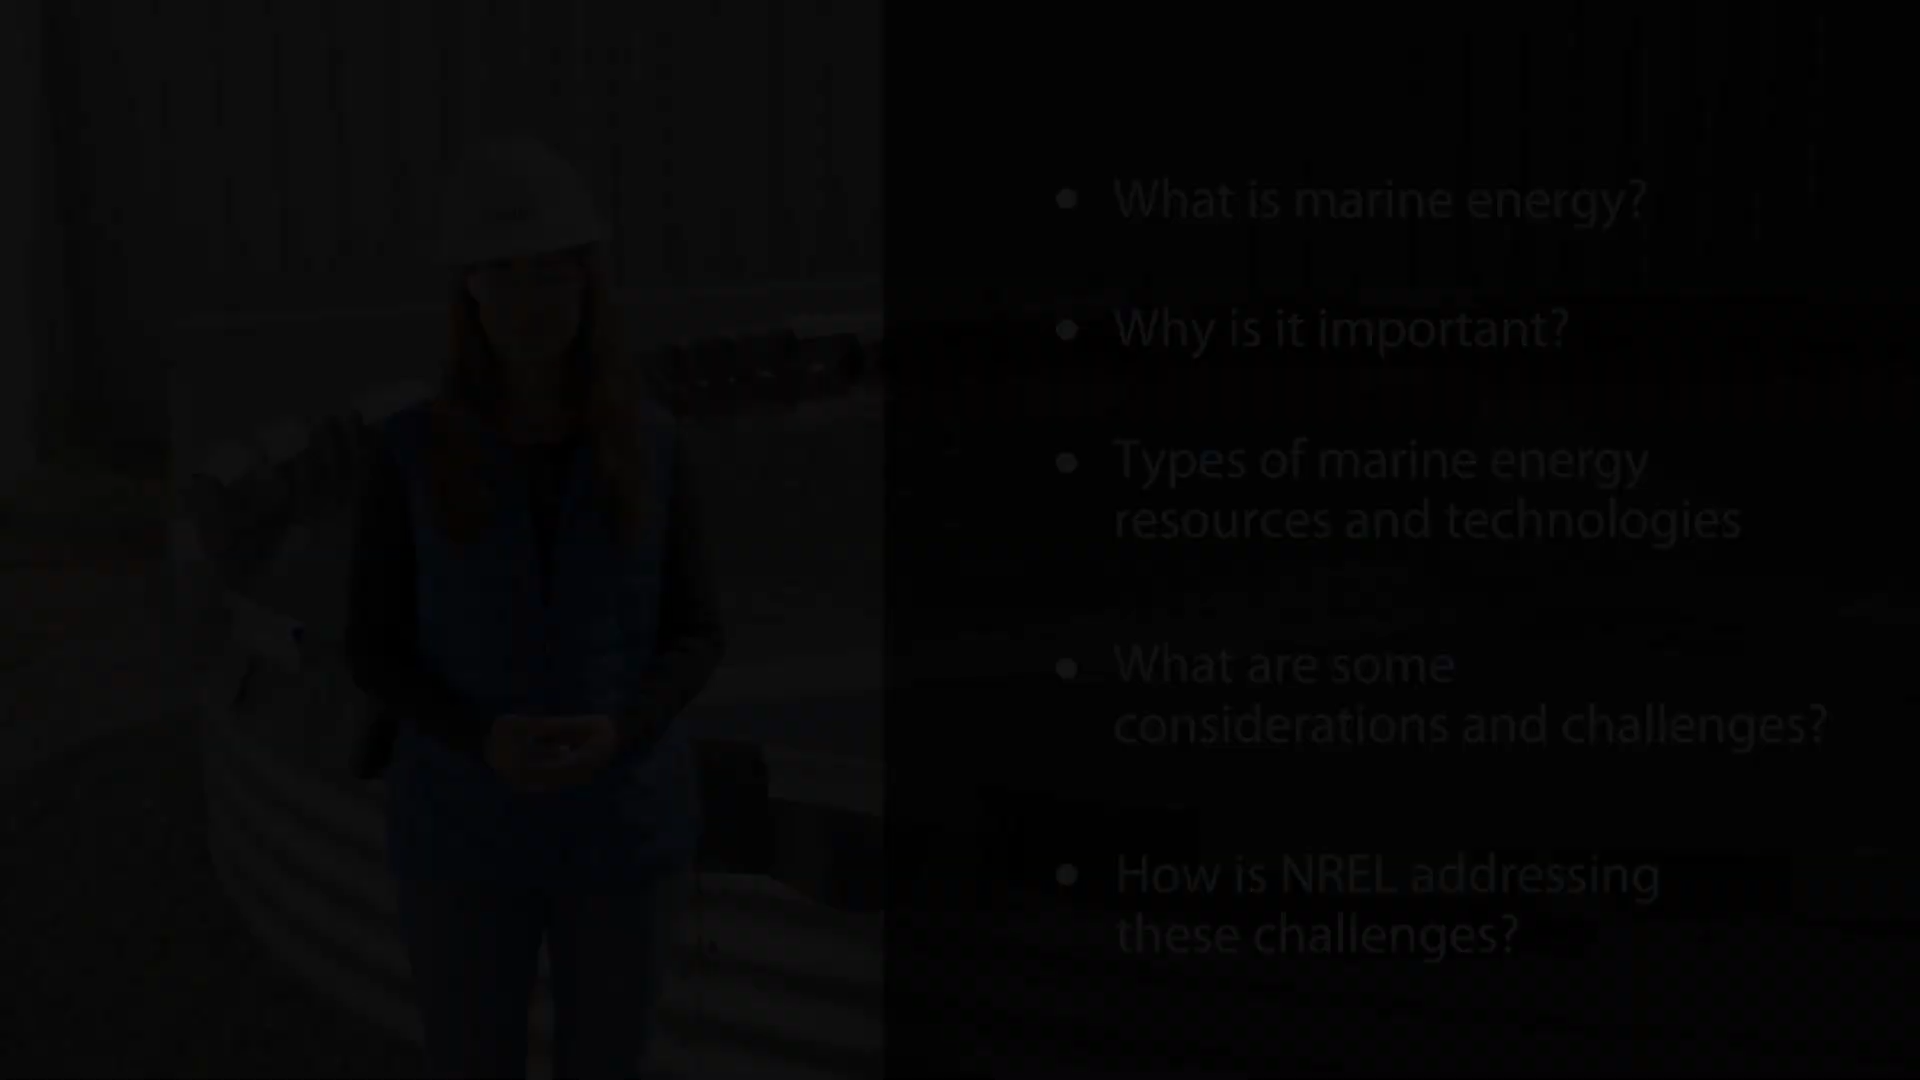 • What is marine energy?
• Why is it important?
• Types of marine energy
resources and technologies
• What are some
considerations and challenges?
• How is NREL addressing
these challenges?